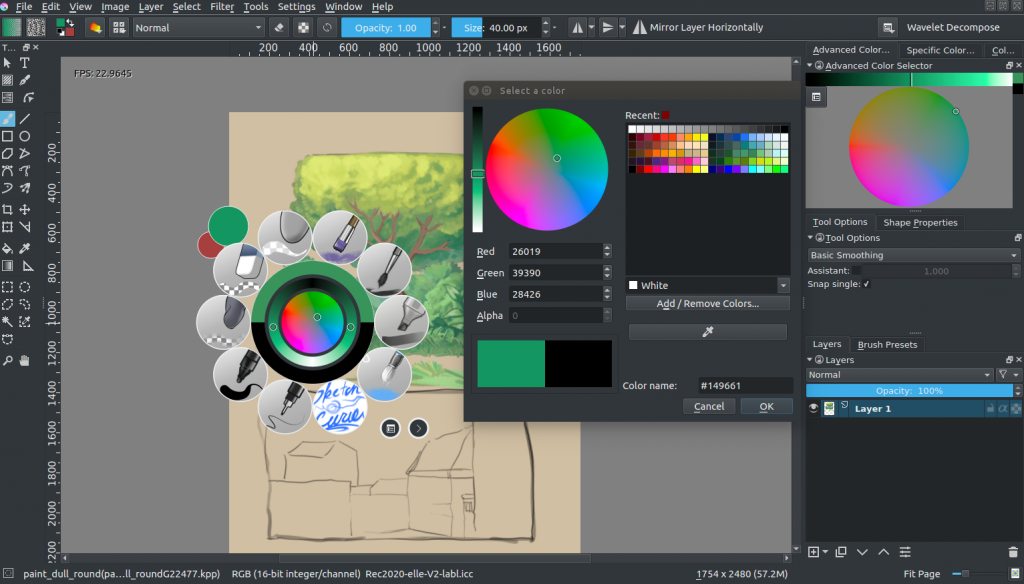 File Edit View Image Layer Select Filter Tools Settings Window Help
Normal Opacity: 1.00 Size: 40.00 px Mirror Layer Horizontally Wavelet Decompose
T...
200 400 600 800 1000 1200 1400 1600
FPS: 22.9645
200
400
600
800
1000
1200
1400
1600
1800
2000
2200
Sketch
Select a color
Recent:
Red 26019
Green 39390
Blue 28426
Alpha 0
White
Add / Remove Colors...
Color name: #149661
Cancel OK
Advanced Color... Specific Color... Col...
Advanced Color Selector
Tool Options Shape Properties
Tool Options
Basic Smoothing
Assistant: 1,000
Snap single: ✓
Layers Brush Presets
Layers
Normal
Opacity: 100%
Layer 1
Fit Page
paint_dull_round(pa...ll_roundG22477.kpp) RGB (16-bit integer/channel) Rec2020-elle-V2-labl.icc 1754 x 2480 (57.2M)